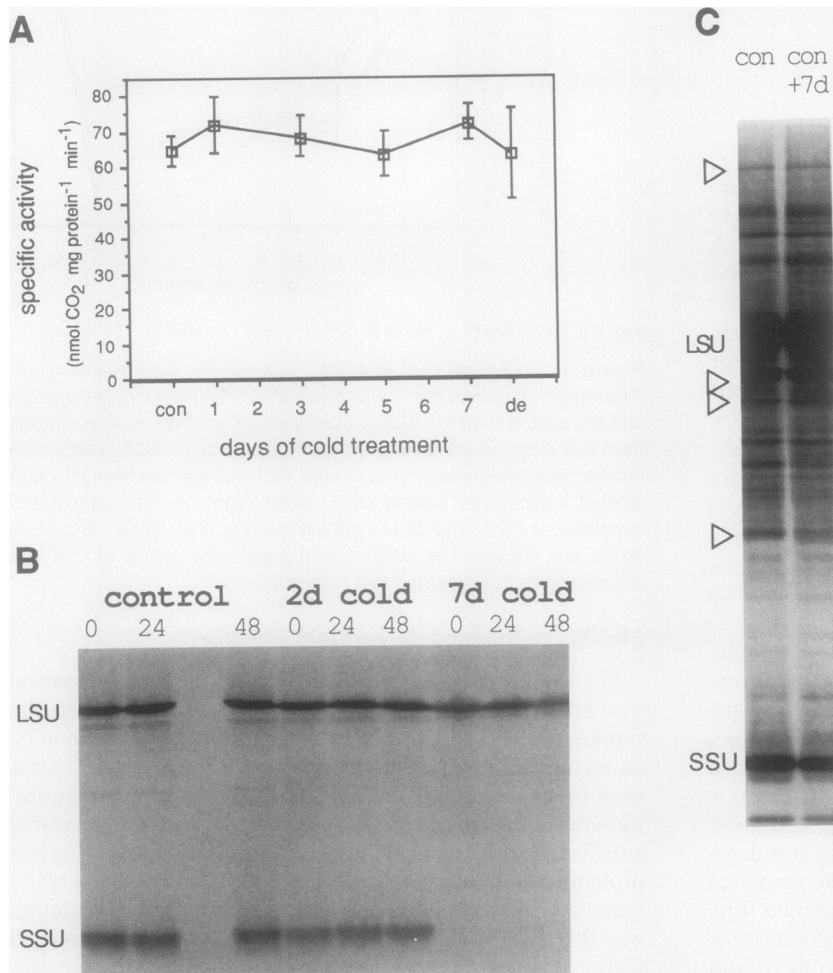 A
80
70
60
50
40
30
20
10
0
specific activity
(nmol CO2 mg protein-1 min-1)
con 1 2 3 4 5 6 7 de
days of cold treatment
B
control 2d cold 7d cold
0 24 48 0 24 48 0 24 48
LSU
SSU
C
con con
+7d
LSU
SSU